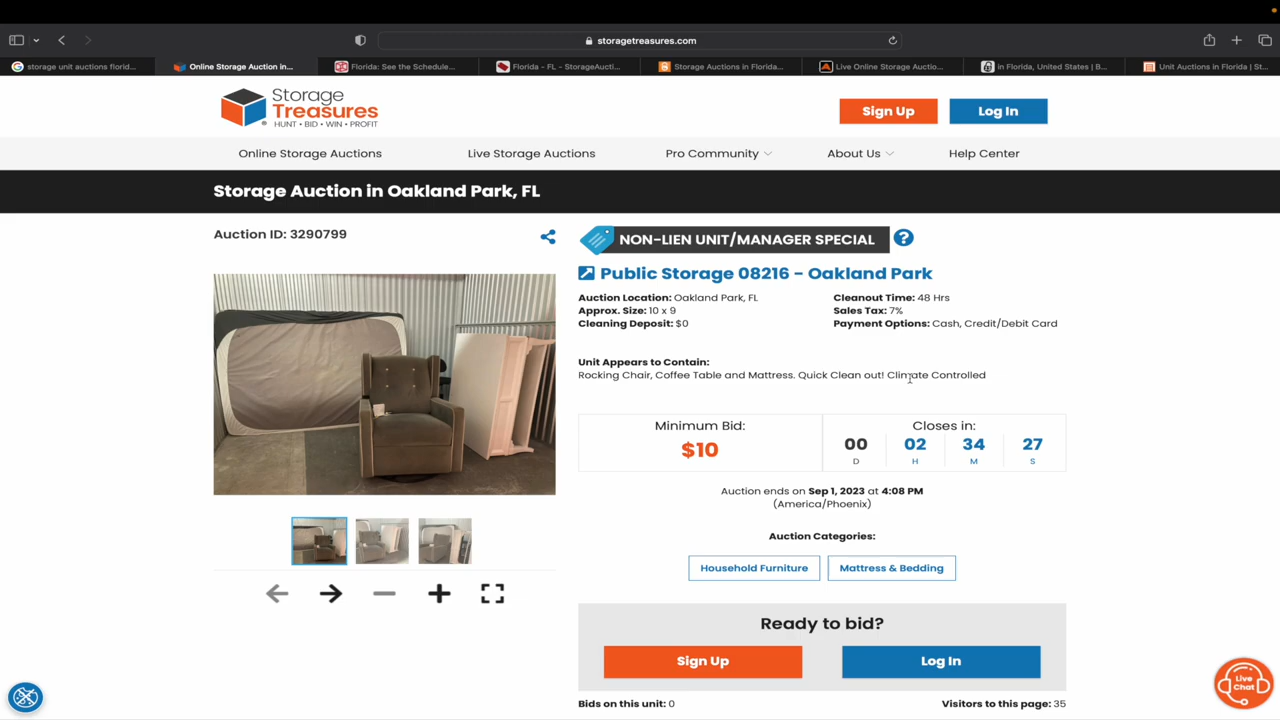 storagetreasures.com
storage unit auctions florid...
Online Storage Auction in...
Florida: See the Schedule...
Florida - FL - StorageAucti...
Storage Auctions in Florida...
Live Online Storage Auctio...
in Florida, United States | B...
Unit Auctions in Florida | St...
Storage
Treasures
HUNT • BID • WIN • PROFIT
Sign Up
Log In
Online Storage Auctions
Live Storage Auctions
Pro Community
About Us
Help Center
Storage Auction in Oakland Park, FL
Auction ID: 3290799
NON-LIEN UNIT/MANAGER SPECIAL
?
Public Storage 08216 - Oakland Park
Auction Location: Oakland Park, FL
Cleanout Time: 48 Hrs
Approx. Size: 10 x 9
Sales Tax: 7%
Cleaning Deposit: $0
Payment Options: Cash, Credit/Debit Card
Unit Appears to Contain:
Rocking Chair, Coffee Table and Mattress. Quick Clean out! Climate Controlled
Minimum Bid:
$10
Closes in:
00 02 34 27
D H M S
Auction ends on Sep 1, 2023 at 4:08 PM
(America/Phoenix)
Auction Categories:
Household Furniture
Mattress & Bedding
Ready to bid?
Sign Up
Log In
Bids on this unit: 0
Visitors to this page: 35
Live
Chat